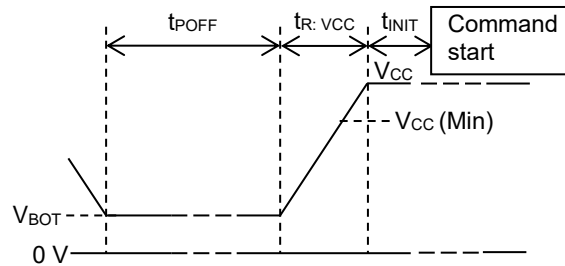 tPOFF
tR: VCC
tINIT
Command
start
VCC
VCC (Min)
VBOT
0 V